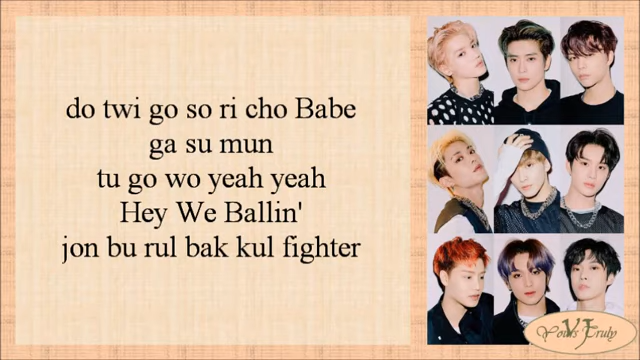 do twi go so ri cho Babe
ga su mun
tu go wo yeah yeah
Hey We Ballin'
jon bu rul bak kul fighter
VJ
Yours Truly